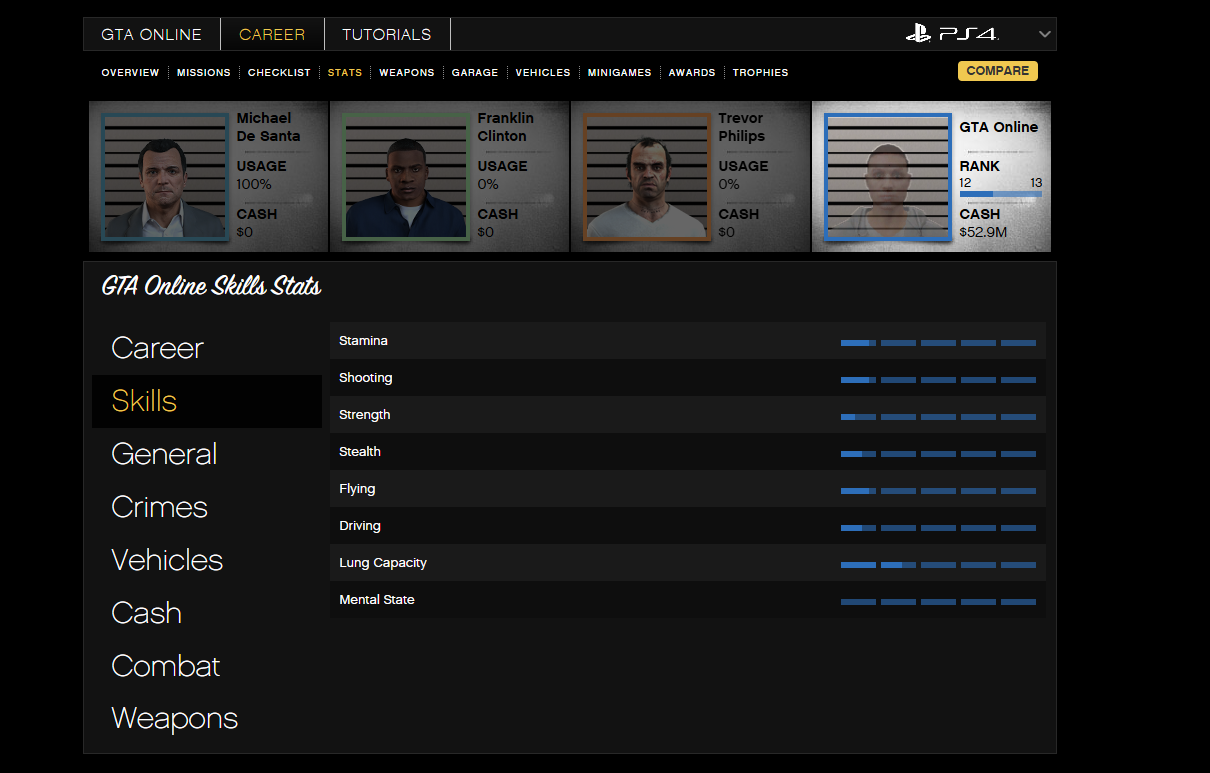 GTA ONLINE CAREER TUTORIALS PS4
OVERVIEW MISSIONS CHECKLIST STATS WEAPONS GARAGE VEHICLES MINIGAMES AWARDS TROPHIES COMPARE
Michael
De Santa
USAGE
100%
CASH
$0
Franklin
Clinton
USAGE
0%
CASH
$0
Trevor
Philips
USAGE
0%
CASH
$0
GTA Online
RANK
12 13
CASH
$52.9M
GTA Online Skills Stats
Career
Skills
General
Crimes
Vehicles
Cash
Combat
Weapons
Stamina
Shooting
Strength
Stealth
Flying
Driving
Lung Capacity
Mental State